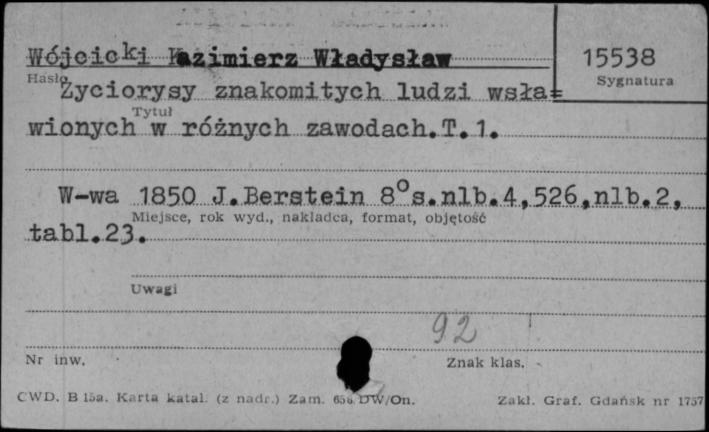 Wójcicki Kazimierz Władysław
15538
Hasło
Sygnatura
Życiorysy znakomitych ludzi wsła=
Tytuł
wionych w różnych zawodach.T.1.
W-wa 1850 J.Berstein 8° s.nlb.4,526,nlb.2,
Miejsce, rok wyd., nakładca, format, objętość
tabl.23.
Uwagi
92
Nr inw.
Znak klas.
CWD. B 15a. Karta katal. (z nadr.) Zam. 656 DW/On.
Zakł. Graf. Gdańsk nr 1757